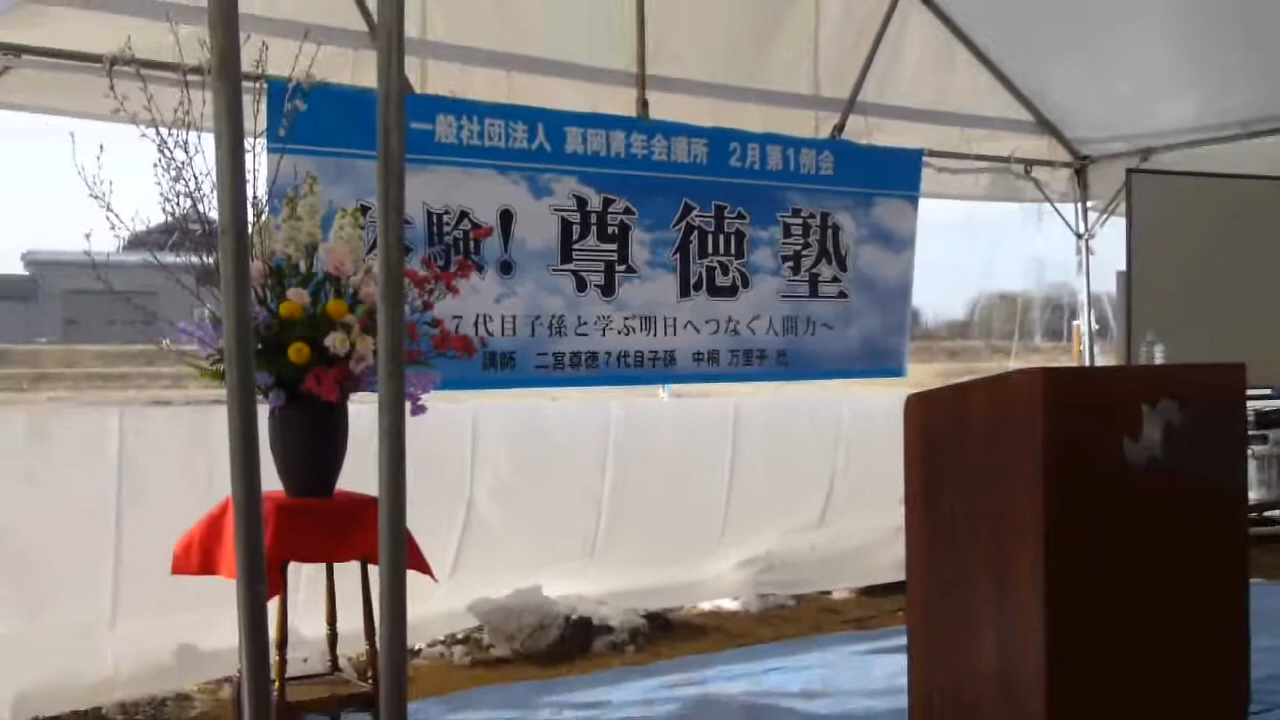 一般社団法人 真岡青年会議所 2月第1例会
体験！尊徳塾
～7代目子孫と学ぶ明日へつなぐ人間力～
講師 二宮尊徳7代目子孫 中桐 万里子 氏